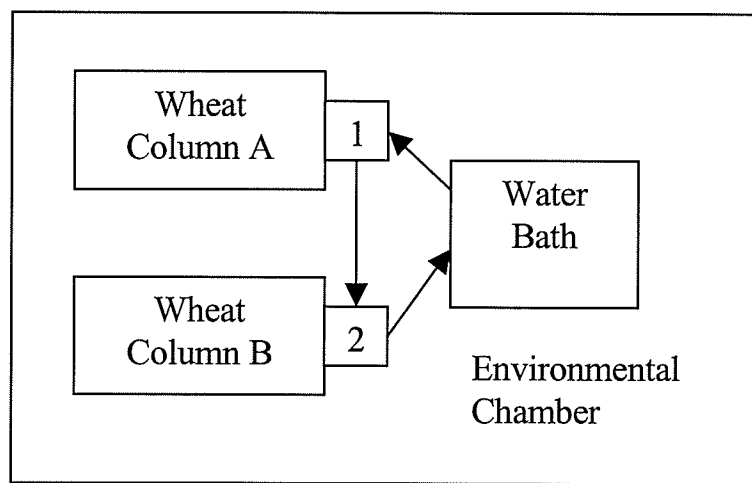 Wheat
Column A
1
Water
Bath
Wheat
Column B
2
Environmental
Chamber